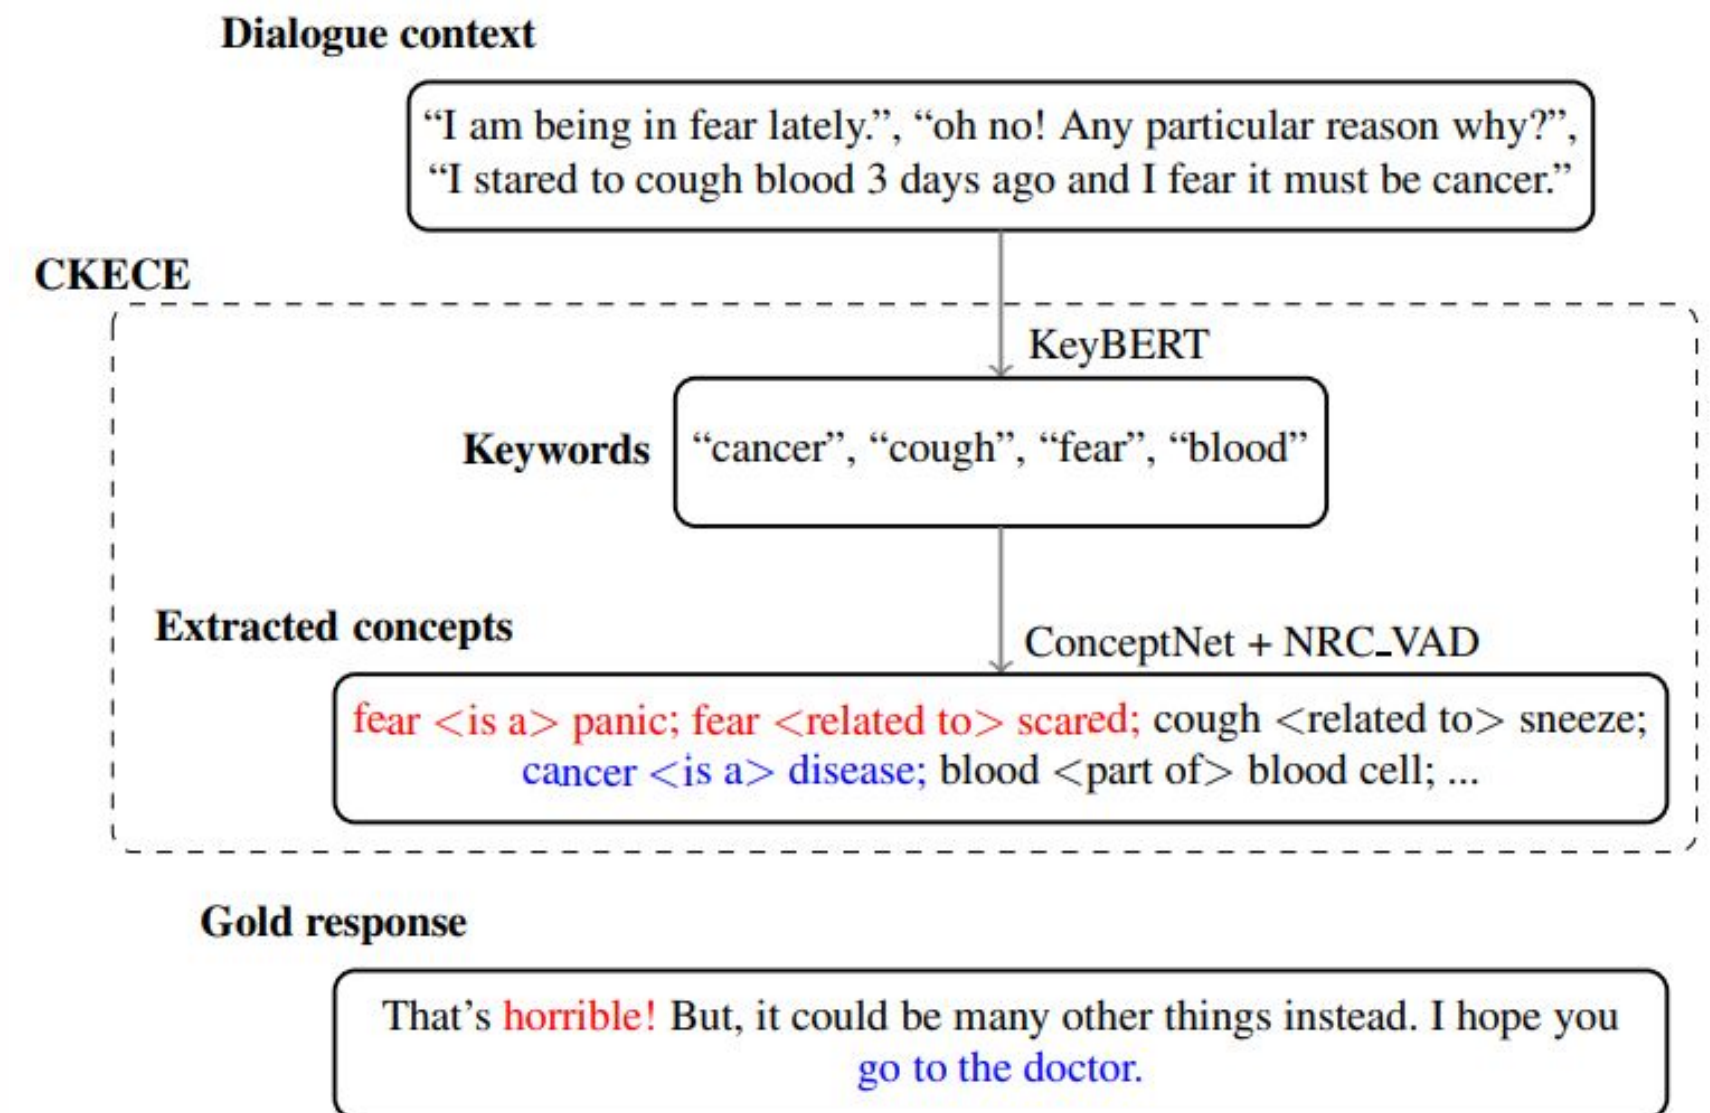 Dialogue context
“I am being in fear lately.”, “oh no! Any particular reason why?”,
“I stared to cough blood 3 days ago and I fear it must be cancer.”
CKECE
KeyBERT
Keywords
“cancer”, “cough”, “fear”, “blood”
Extracted concepts
ConceptNet + NRC_VAD
fear <is a> panic; fear <related to> scared; cough <related to> sneeze;
cancer <is a> disease; blood <part of> blood cell; ...
Gold response
That’s horrible! But, it could be many other things instead. I hope you
go to the doctor.